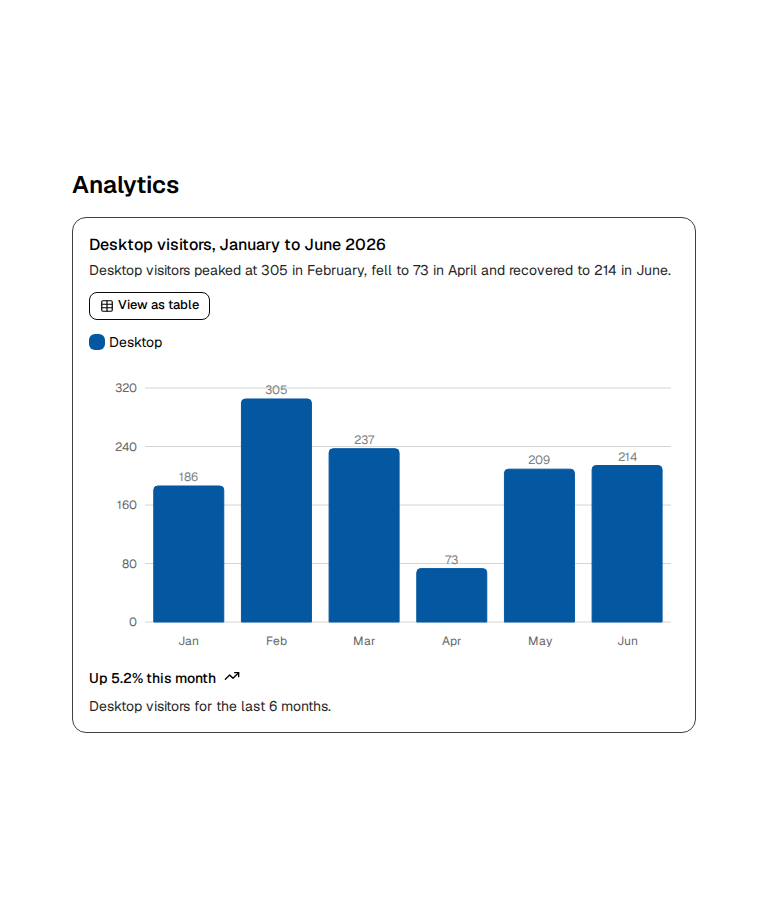 Analytics
Desktop visitors, January to June 2026
Desktop visitors peaked at 305 in February, fell to 73 in April and recovered to 214 in June.
View as table
Desktop
320
240
160
80
0
186
305
237
73
209
214
Jan Feb Mar Apr May Jun
Up 5.2% this month
Desktop visitors for the last 6 months.